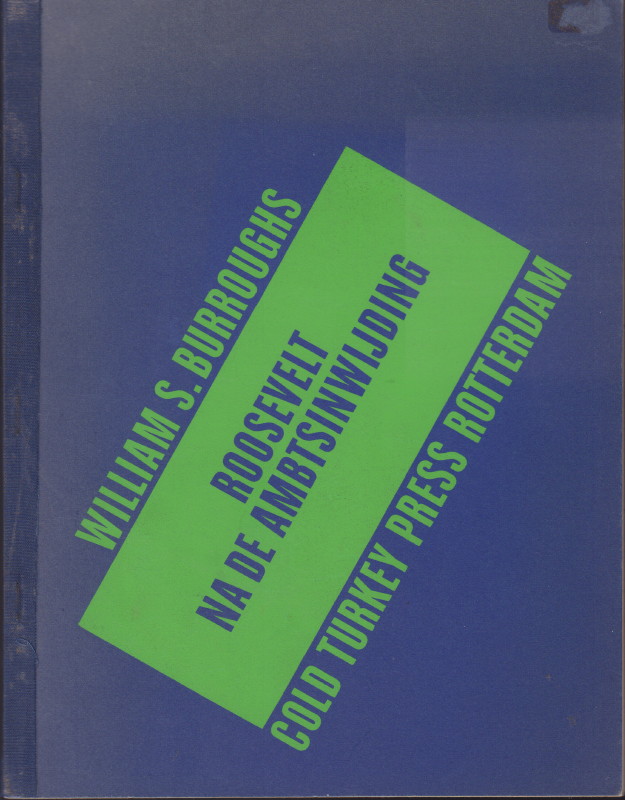 WILLIAM S. BURROUGHS
ROOSEVELT
NA DE AMBTSINWIJDING
COLD TURKEY PRESS ROTTERDAM